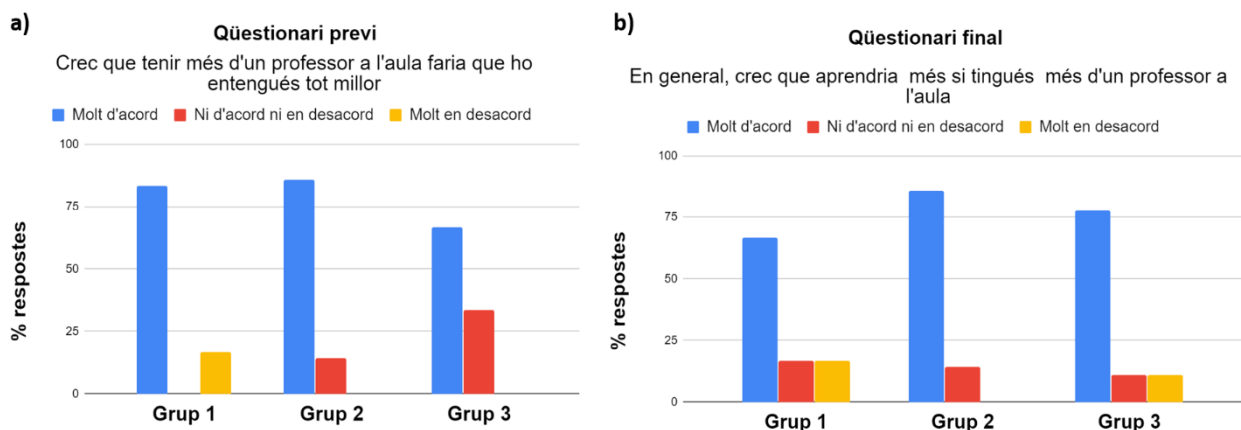 a)
Qüestionari previ
Crec que tenir més d'un professor a l'aula faria que ho
entengués tot millor
Molt d'acord Ni d'acord ni en desacord Molt en desacord
100
75
50
25
0
% respostes
Grup 1 Grup 2 Grup 3
b)
Qüestionari final
En general, crec que aprendria més si tingués més d'un professor a
l'aula
Molt d'acord Ni d'acord ni en desacord Molt en desacord
100
75
50
25
0
% respostes
Grup 1 Grup 2 Grup 3